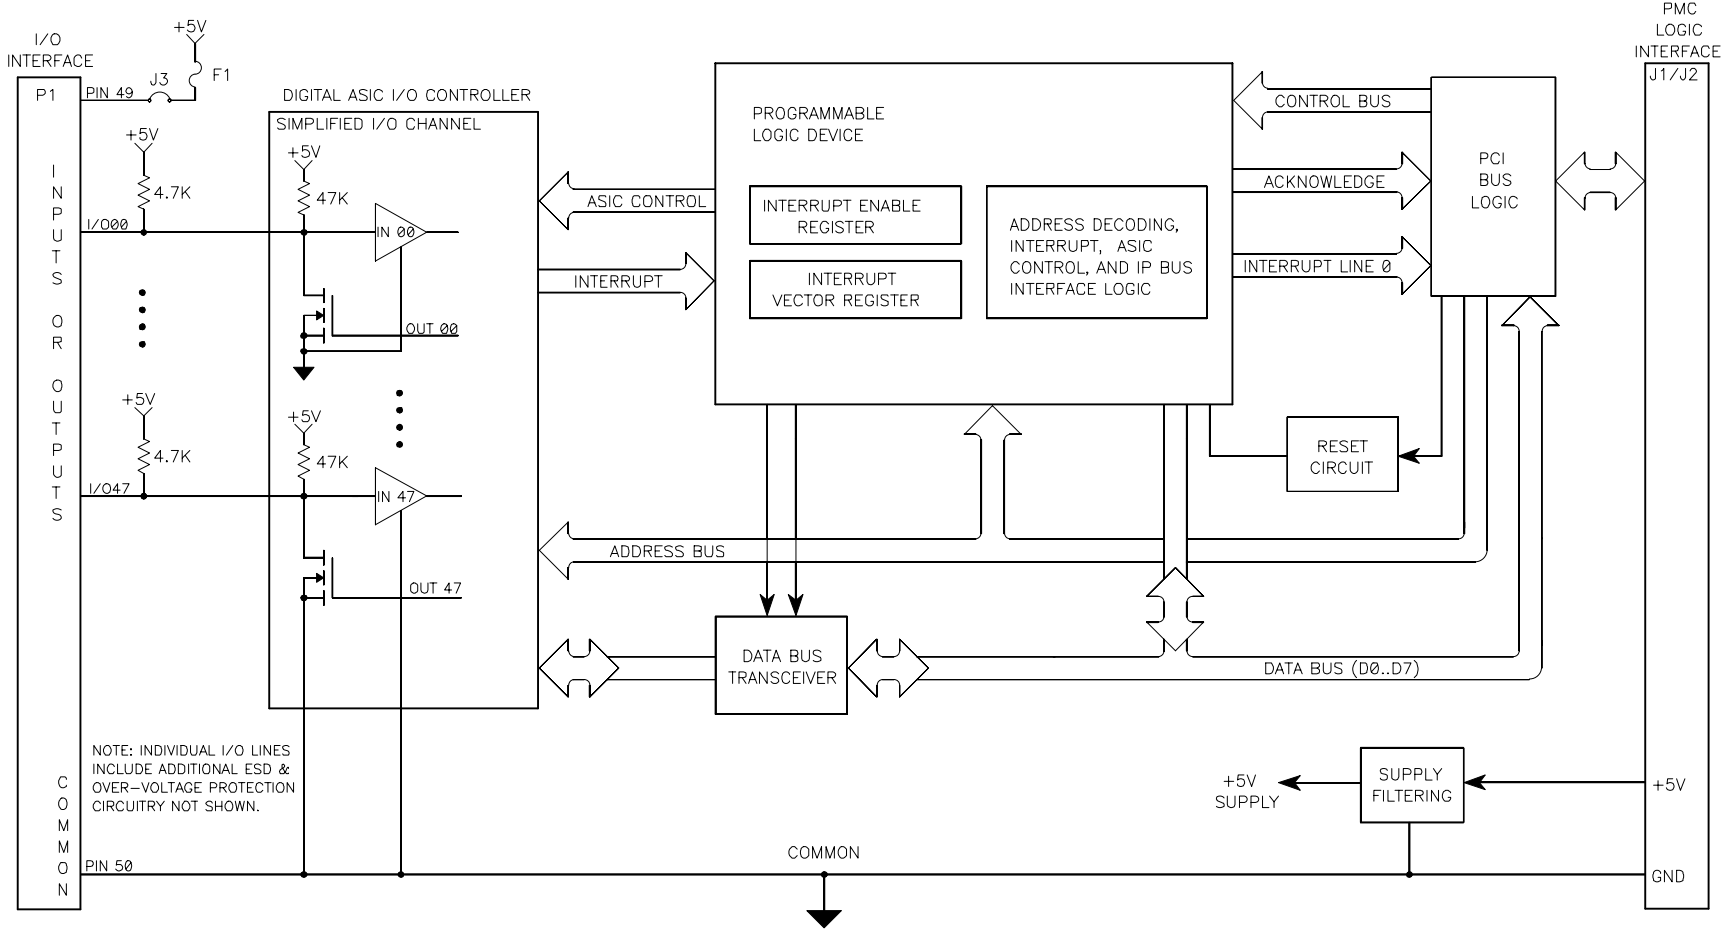 I/O
INTERFACE
P1
INPUTS OR OUTPUTS
COMMON
+5V
F1
J3
PIN 49
+5V
4.7K
I/O00
+5V
4.7K
I/O47
DIGITAL ASIC I/O CONTROLLER
SIMPLIFIED I/O CHANNEL
+5V
47K
IN 00
OUT 00
+5V
47K
IN 47
OUT 47
NOTE: INDIVIDUAL I/O LINES
INCLUDE ADDITIONAL ESD &
OVER-VOLTAGE PROTECTION
CIRCUITRY NOT SHOWN.
PIN 50
ASIC CONTROL
INTERRUPT
PROGRAMMABLE
LOGIC DEVICE
INTERRUPT ENABLE
REGISTER
INTERRUPT
VECTOR REGISTER
ADDRESS DECODING,
INTERRUPT, ASIC
CONTROL, AND IP BUS
INTERFACE LOGIC
CONTROL BUS
ACKNOWLEDGE
INTERRUPT LINE 0
PCI
BUS
LOGIC
PMC
LOGIC
INTERFACE
J1/J2
RESET
CIRCUIT
ADDRESS BUS
DATA BUS
TRANSCEIVER
DATA BUS (D0..D7)
+5V
SUPPLY
SUPPLY
FILTERING
+5V
COMMON
GND